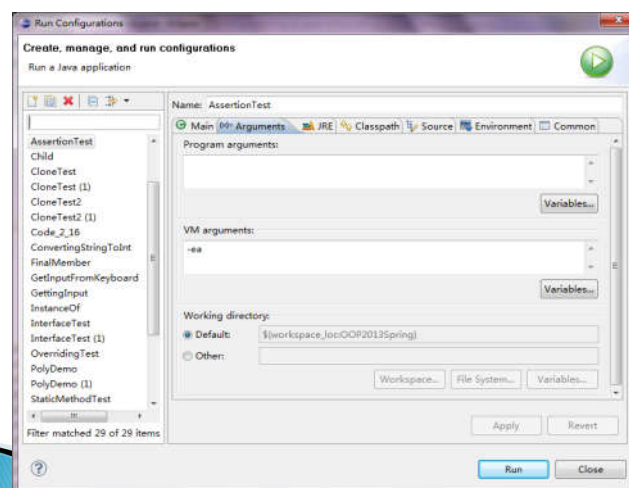 Run Configurations
Create, manage, and run configurations
Run a Java application
Name: AssertionTest
Main (x)= Arguments JRE Classpath Source Environment Common
AssertionTest
Child
CloneTest
CloneTest (1)
CloneTest2
CloneTest2 (1)
Code_2_16
ConvertingStringToInt
FinalMember
GetInputFromKeyboard
GettingInput
InstanceOf
InterfaceTest
InterfaceTest (1)
OverridingTest
PolyDemo
PolyDemo (1)
StaticMethodTest
Filter matched 29 of 29 items
Program arguments:
Variables...
VM arguments:
-ea
Variables...
Working directory:
Default: ${workspace_loc:OOP2013Spring}
Other:
Workspace... File System... Variables...
Apply Revert
? Run Close